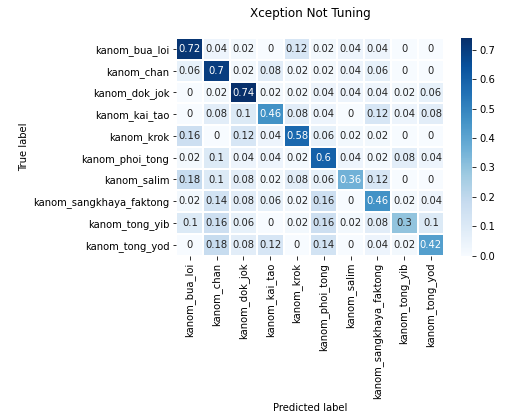 Xception Not Tuning
True label
kanom_bua_loi 0.72 0.04 0.02 0 0.12 0.02 0.04 0.04 0 0
kanom_chan 0.06 0.7 0.02 0.08 0.02 0.02 0.04 0.06 0 0
kanom_dok_jok 0 0.02 0.74 0.02 0.02 0.04 0.04 0.04 0.02 0.06
kanom_kai_tao 0 0.08 0.1 0.46 0.08 0.04 0 0.12 0.04 0.08
kanom_krok 0.16 0 0.12 0.04 0.58 0.06 0.02 0.02 0 0
kanom_phoi_tong 0.02 0.1 0.04 0.04 0.02 0.6 0.04 0.02 0.08 0.04
kanom_salim 0.18 0.1 0.08 0.02 0.08 0.06 0.36 0.12 0 0
kanom_sangkhaya_faktong 0.02 0.14 0.08 0.06 0.02 0.16 0 0.46 0.02 0.04
kanom_tong_yib 0.1 0.16 0.06 0 0.02 0.16 0.02 0.08 0.3 0.1
kanom_tong_yod 0 0.18 0.08 0.12 0 0.14 0 0.04 0.02 0.42
kanom_bua_loi
kanom_chan
kanom_dok_jok
kanom_kai_tao
kanom_krok
kanom_phoi_tong
kanom_salim
kanom_sangkhaya_faktong
kanom_tong_yib
kanom_tong_yod
Predicted label
0.7
0.6
0.5
0.4
0.3
0.2
0.1
0.0